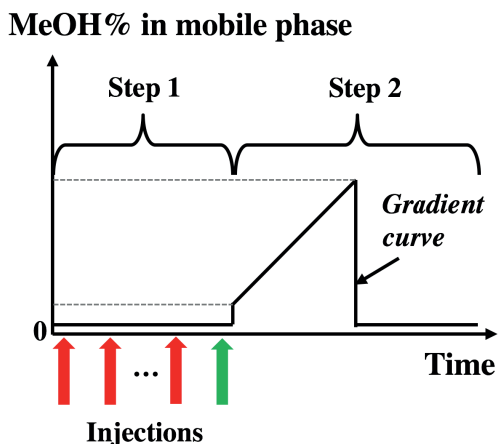 MeOH% in mobile phase
Step 1
Step 2
Gradient
curve
0
Time
...
Injections